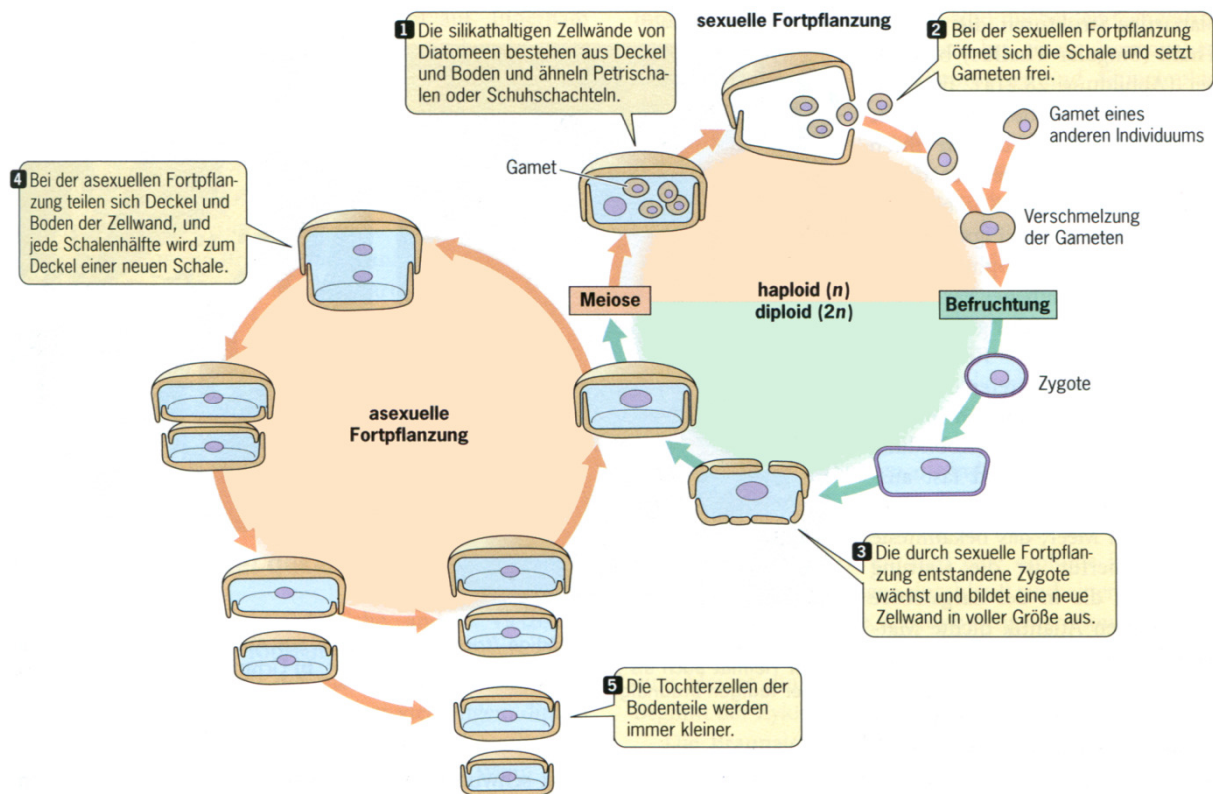 sexuelle Fortpflanzung
1 Die silikathaltigen Zellwände von
Diatomeen bestehen aus Deckel
und Boden und ähneln Petrischa-
len oder Schuhschachteln.
2 Bei der sexuellen Fortpflanzung
öffnet sich die Schale und setzt
Gameten frei.
Gamet eines
anderen Individuums
Gamet
4 Bei der asexuellen Fortpflan-
zung teilen sich Deckel und
Boden der Zellwand, und
jede Schalenhälfte wird zum
Deckel einer neuen Schale.
Verschmelzung
der Gameten
Meiose
haploid (n)
diploid (2n)
Befruchtung
Zygote
asexuelle
Fortpflanzung
3 Die durch sexuelle Fortpflan-
zung entstandene Zygote
wächst und bildet eine neue
Zellwand in voller Größe aus.
5 Die Tochterzellen der
Bodenteile werden
immer kleiner.